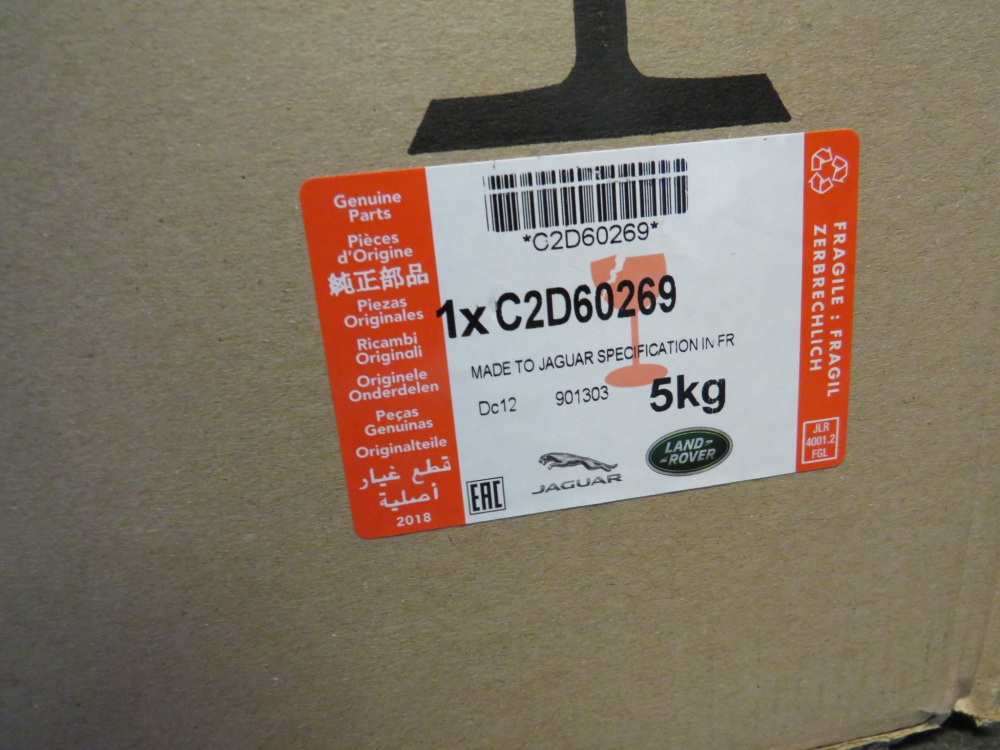 Genuine
Parts
Pièces
d'Origine
純正部品
Piezas
Originales
Ricambi
Originali
Originele
Onderdelen
Peças
Genuinas
Originalteile
قطع غيار
أصلية
2018
*C2D60269*
1x C2D60269
MADE TO JAGUAR SPECIFICATION IN FR
Dc12 901303 5kg
EAC
JAGUAR
LAND
ROVER
FRAGILE : FRAGIL
ZERBRECHLICH
JLR
4001.2
FGL